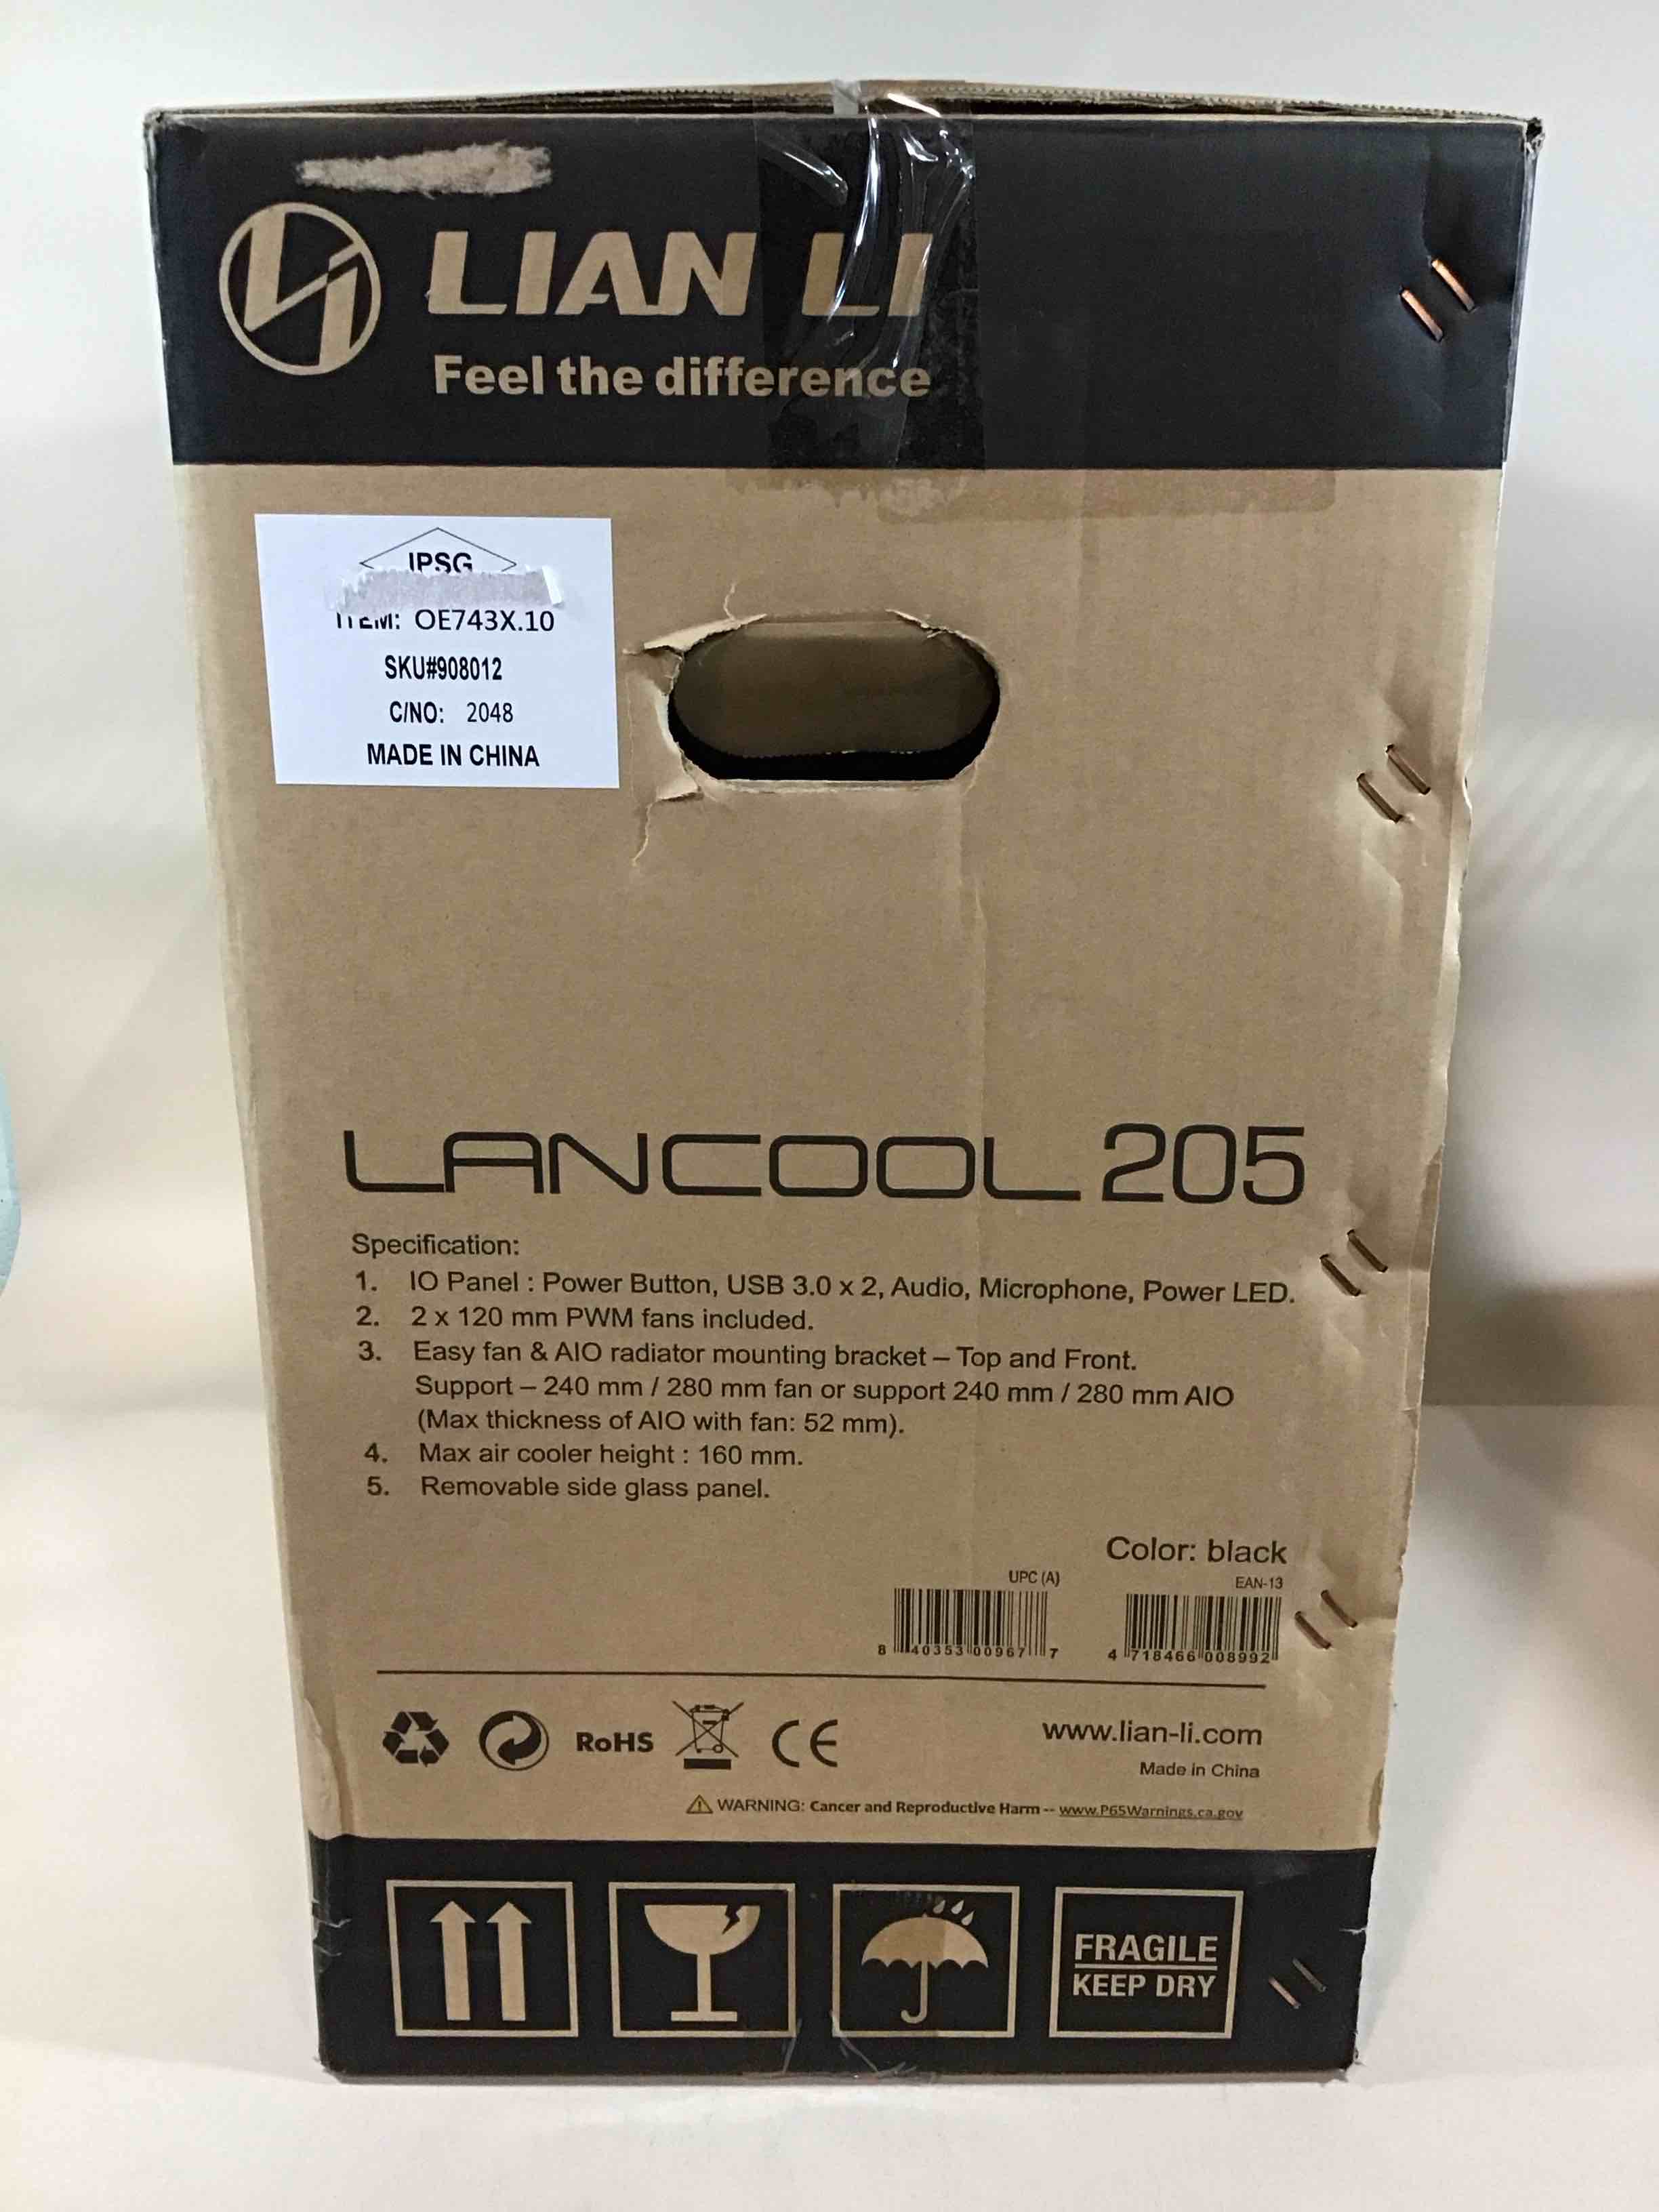 LIAN LI
Feel the difference
IPSG
ITEM: OE743X.10
SKU#908012
C/NO: 2048
MADE IN CHINA
LANCOOL 205
Specification:
1. IO Panel : Power Button, USB 3.0 x 2, Audio, Microphone, Power LED.
2. 2 x 120 mm PWM fans included.
3. Easy fan & AIO radiator mounting bracket – Top and Front.
Support – 240 mm / 280 mm fan or support 240 mm / 280 mm AIO
(Max thickness of AIO with fan: 52 mm).
4. Max air cooler height : 160 mm.
5. Removable side glass panel.
Color: black
UPC (A)
EAN-13
8 40353 00967 7
4 718466 008992
RoHS
CE
www.lian-li.com
Made in China
WARNING: Cancer and Reproductive Harm -- www.P65Warnings.ca.gov
FRAGILE
KEEP DRY